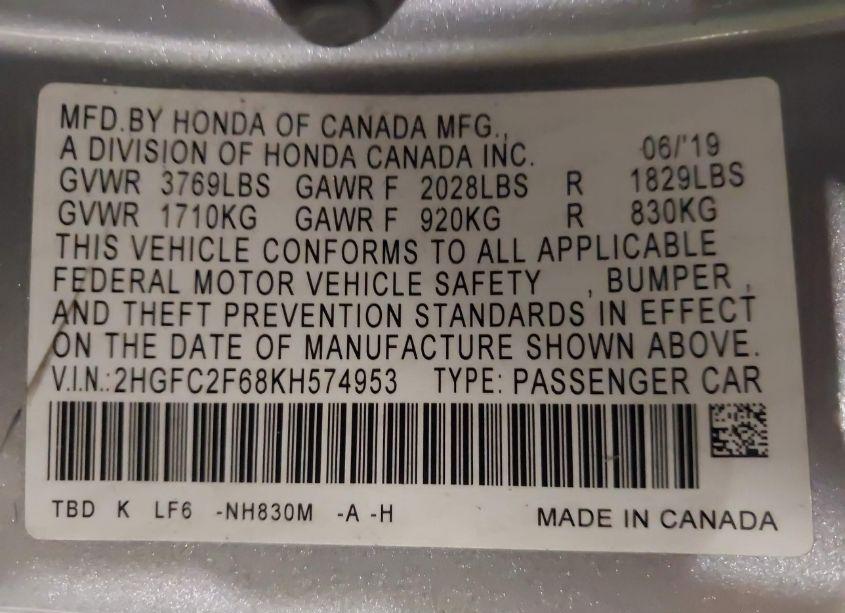 MFD.BY HONDA OF CANADA MFG.,
A DIVISION OF HONDA CANADA INC. 06/'19
GVWR 3769LBS GAWR F 2028LBS R 1829LBS
GVWR 1710KG GAWR F 920KG R 830KG
THIS VEHICLE CONFORMS TO ALL APPLICABLE
FEDERAL MOTOR VEHICLE SAFETY , BUMPER ,
AND THEFT PREVENTION STANDARDS IN EFFECT
ON THE DATE OF MANUFACTURE SHOWN ABOVE.
V.I.N.:2HGFC2F68KH574953 TYPE: PASSENGER CAR
TBD K LF6 -NH830M -A -H MADE IN CANADA